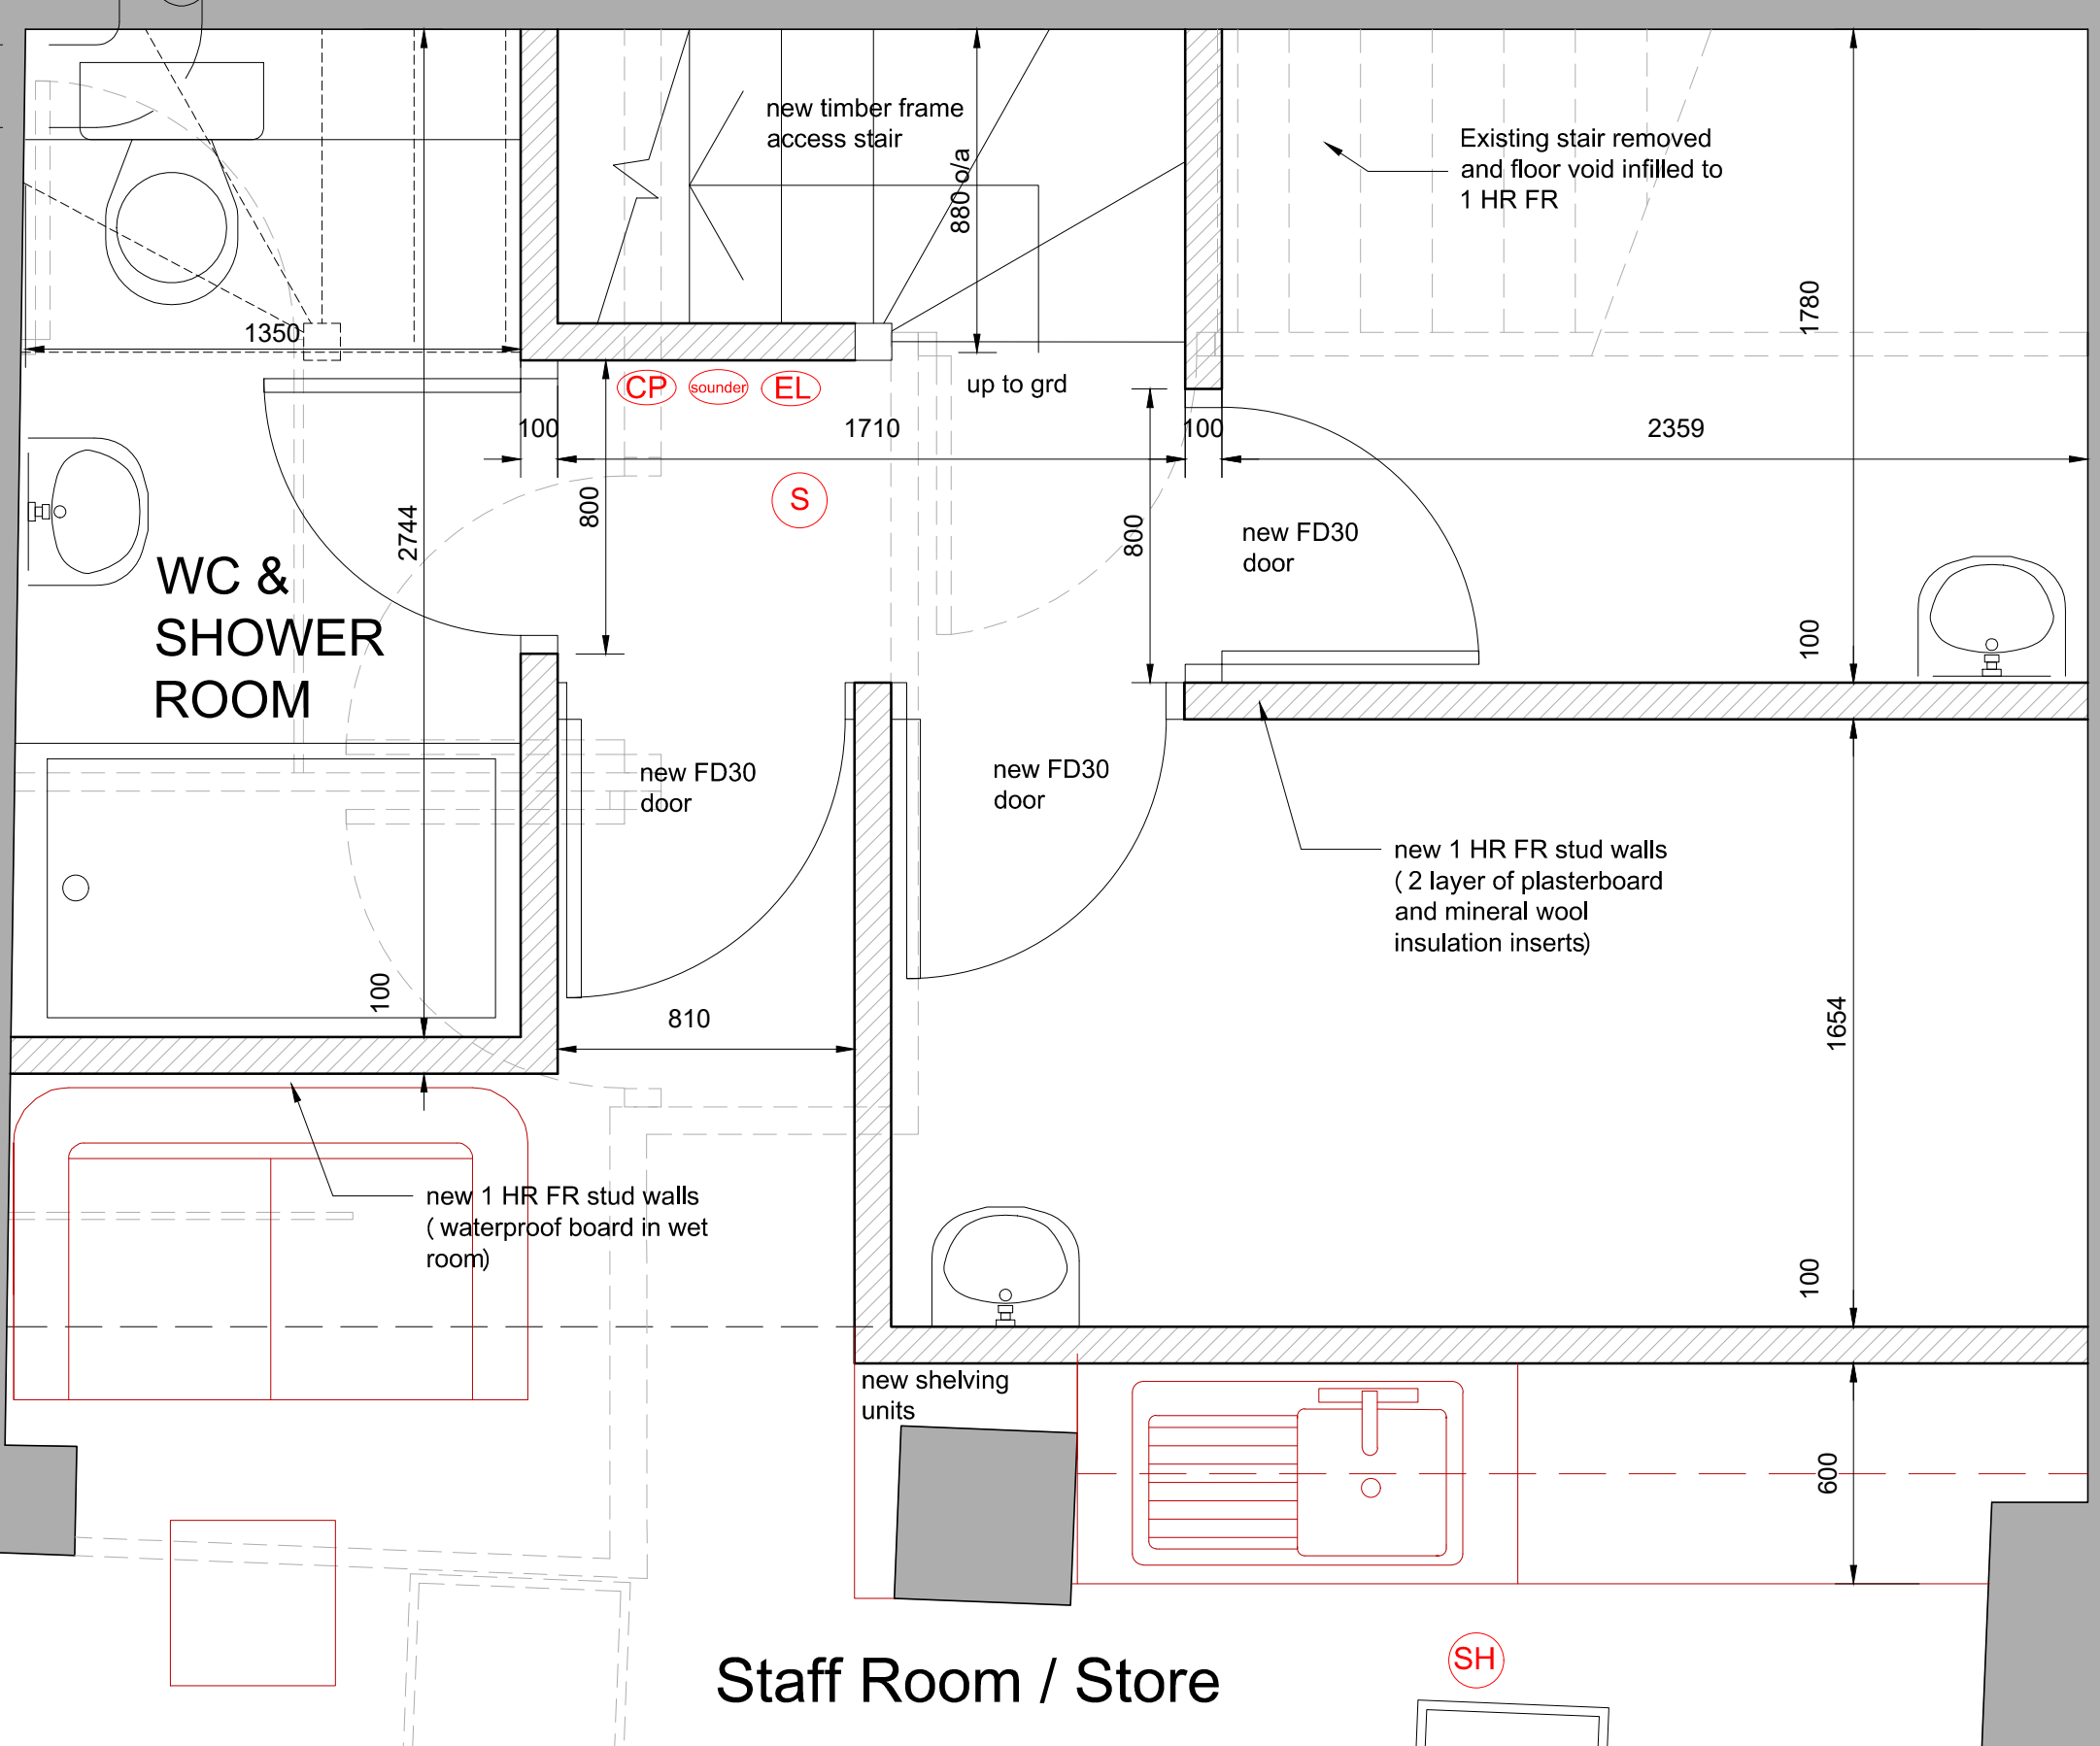 new timber frame
access stair
880 o/a
Existing stair removed
and floor void infilled to
1 HR FR
1780
1350
CP
sounder
EL
up to grd
100
1710
100
2359
2744
800
S
800
new FD30
door
WC &
SHOWER
ROOM
100
new FD30
door
new FD30
door
new 1 HR FR stud walls
( 2 layer of plasterboard
and mineral wool
insulation inserts)
100
810
1654
new 1 HR FR stud walls
( waterproof board in wet
room)
100
new shelving
units
600
Staff Room / Store
SH